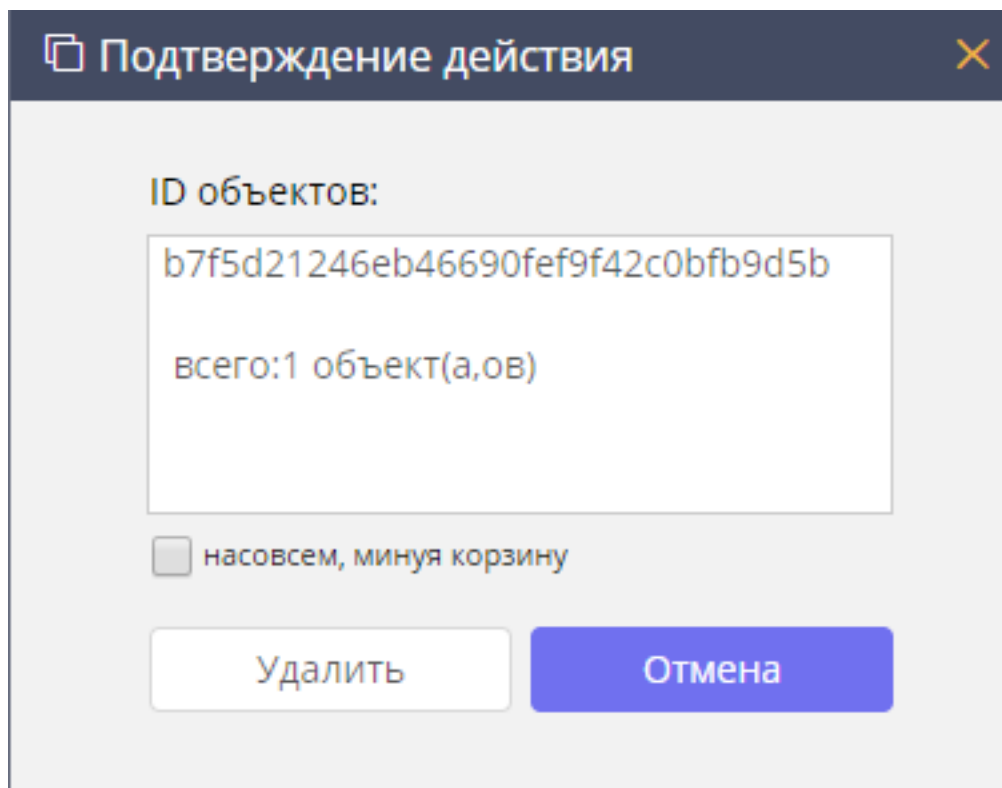 Подтверждение действия
ID объектов:
b7f5d21246eb46690fef9f42c0bfb9d5b
всего:1 объект(а,ов)
насовсем, минуя корзину
Удалить
Отмена